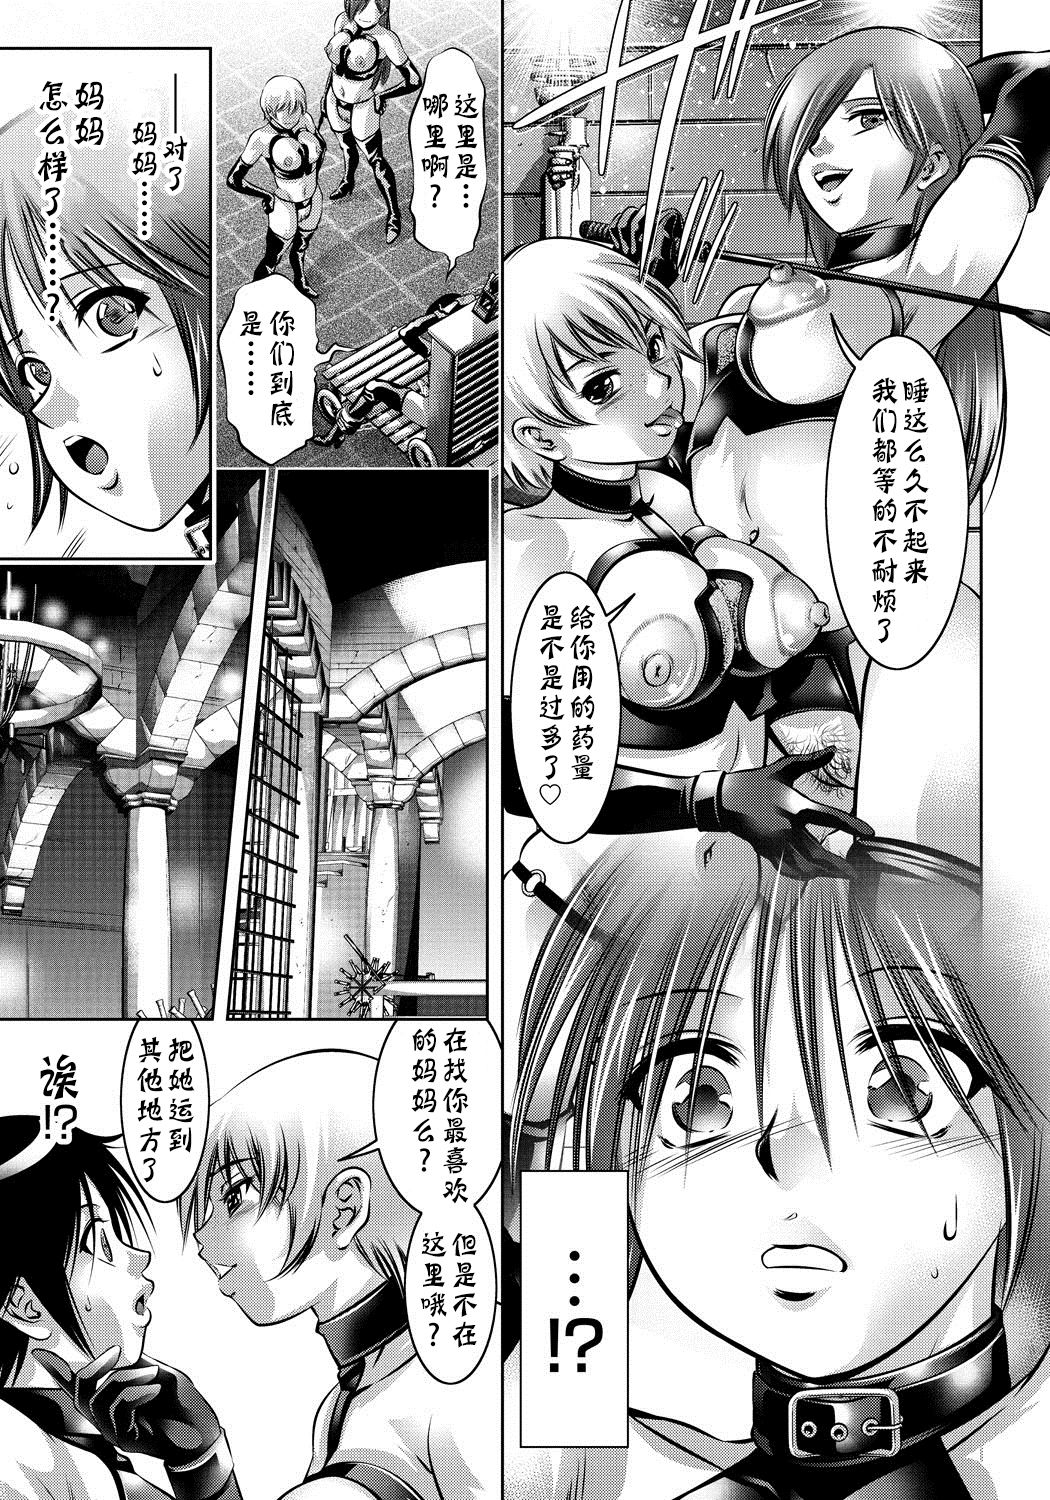 睡这么久不起来
我们都等的不耐烦了
给你用的药量
是不是过多了♡
…!?
这里是…
哪里啊？
你们到底
是……
——对了
妈妈……
妈妈
怎么样了……？
在找你最喜欢
的妈妈么？
但是不在
这里哦？
把她运到
其他地方了
诶!?